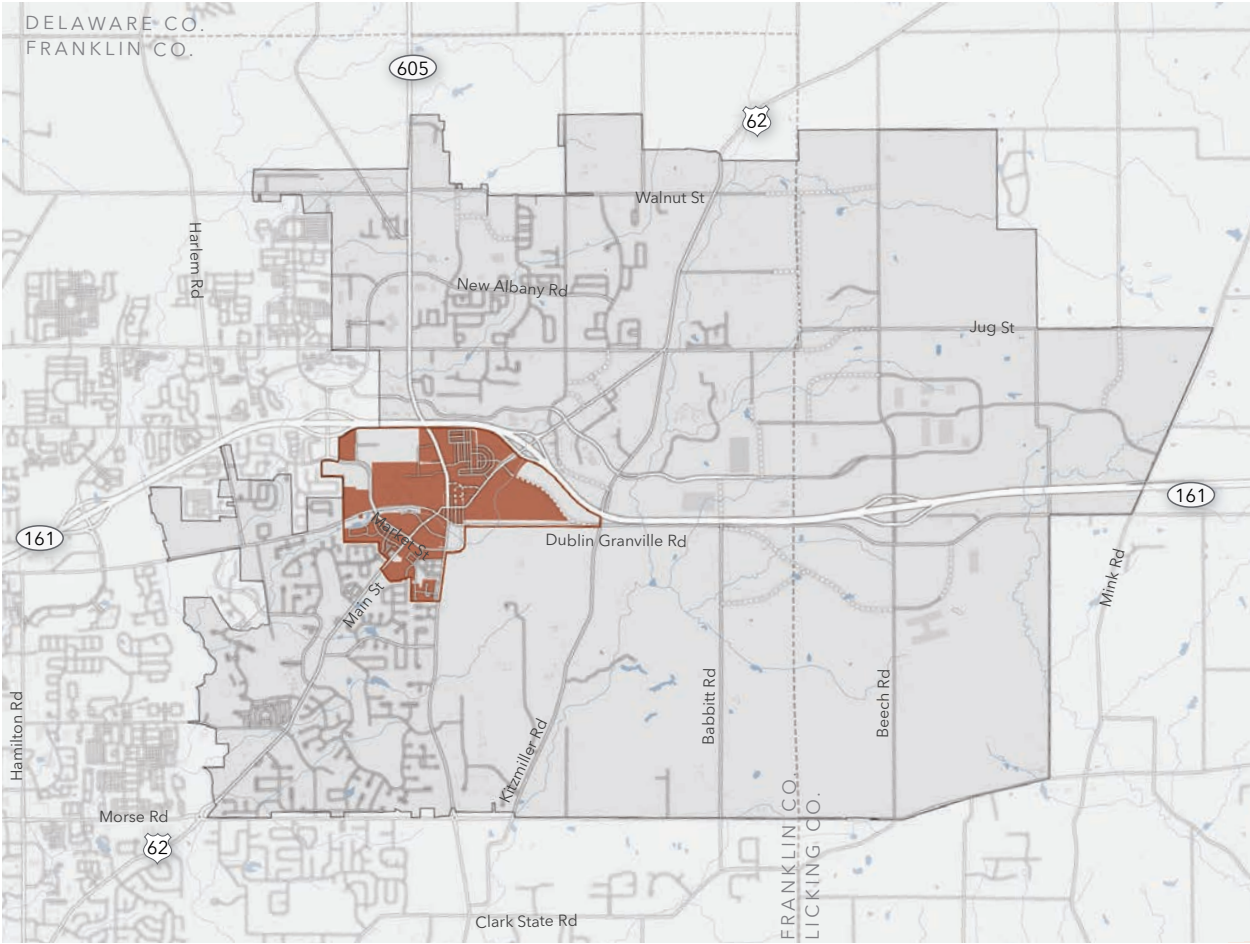 DELAWARE CO.
FRANKLIN CO.
605
62
Walnut St
Harlem Rd
New Albany Rd
Jug St
161
161
Market St
Dublin Granville Rd
Main St
Mink Rd
Hamilton Rd
Babbitt Rd
Beech Rd
Kitzmiller Rd
Morse Rd
62
FRANKLIN CO.
LICKING CO.
Clark State Rd